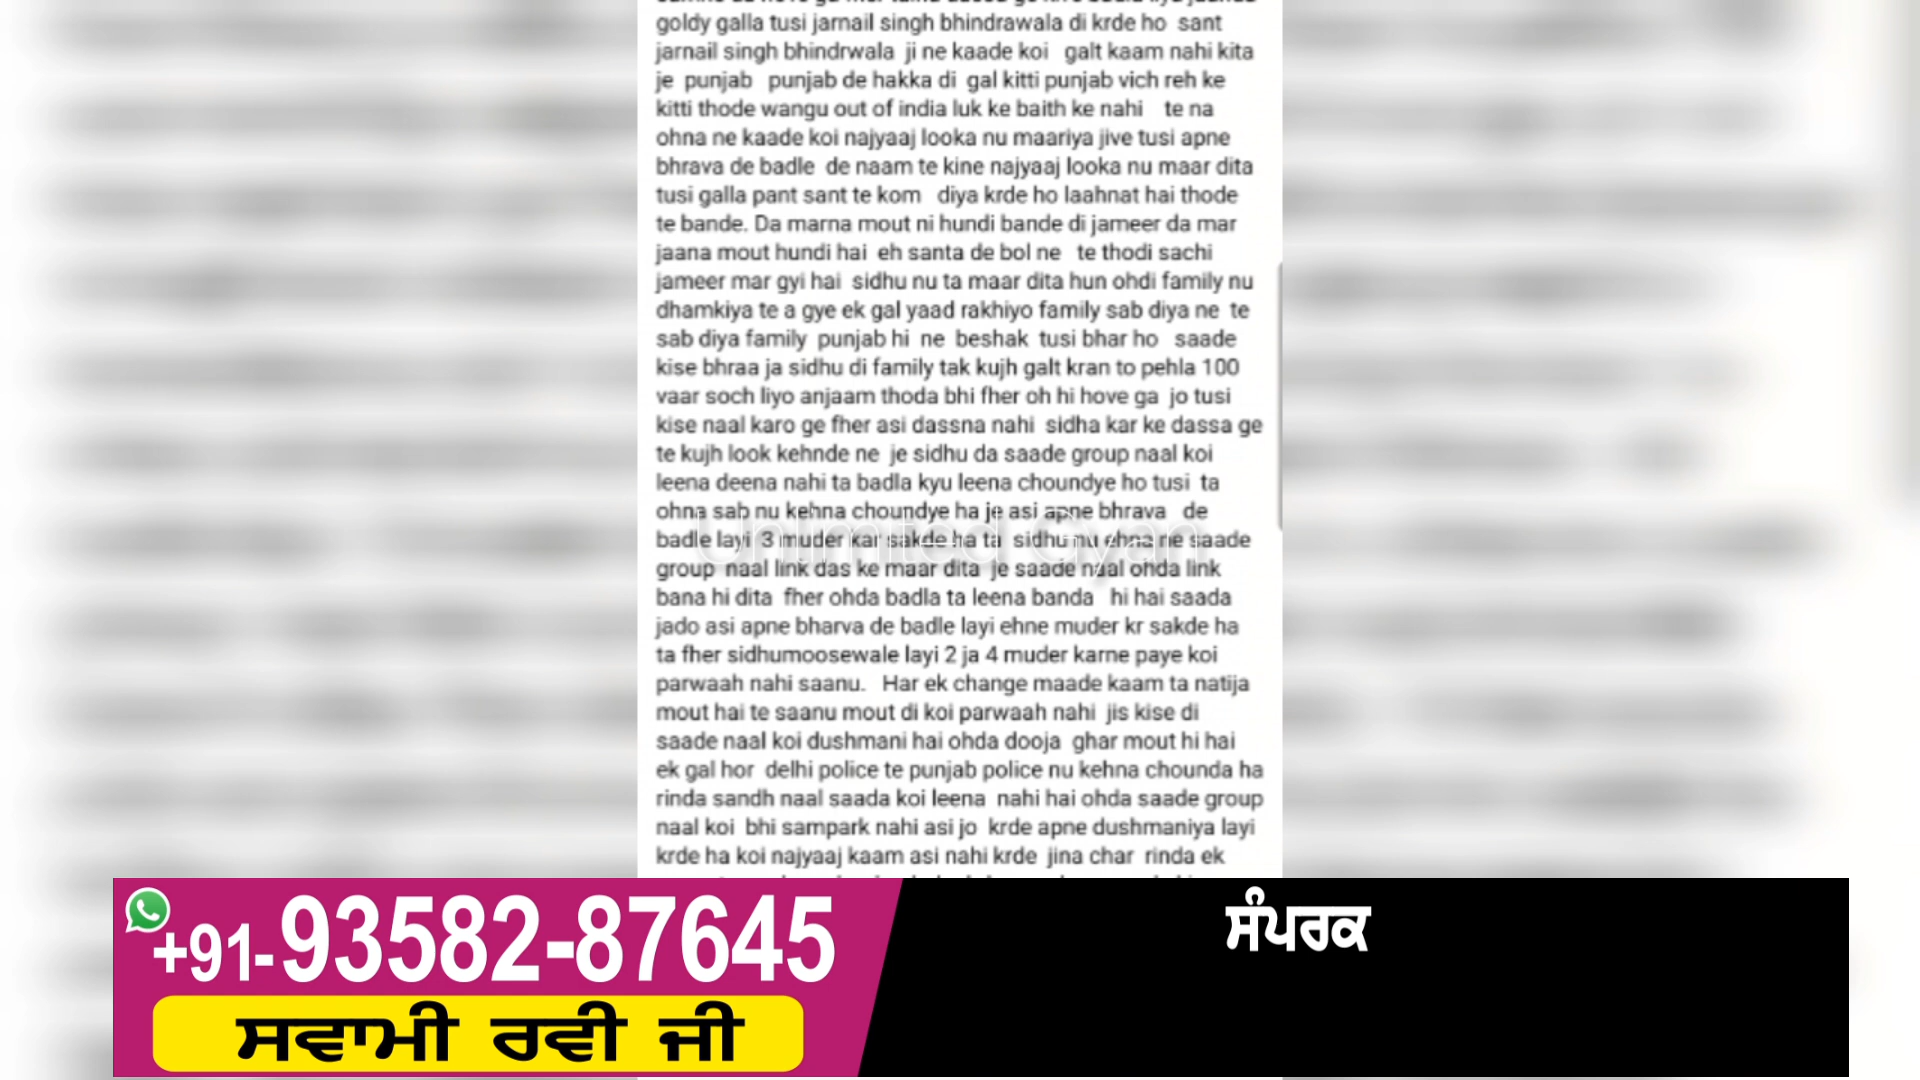 goldy galla tusi jarnail singh bhindrawala di krde ho sant
jarnail singh bhindrwala ji ne kaade koi galt kaam nahi kita
je punjab punjab de hakka di gal kitti punjab vich reh ke
kitti thode wangu out of india luk ke baith ke nahi te na
ohna ne kaade koi najyaaj looka nu maariya jive tusi apne
bhrava de badle de naam te kine najyaaj looka nu maar dita
tusi galla pant sant te kom diya krde ho laahnat hai thode
te bande. Da marna mout ni hundi bande di jameer da mar
jaana mout hundi hai eh santa de bol ne te thodi sachi
jameer mar gyi hai sidhu nu ta maar dita hun ohdi family nu
dhamkiya te a gye ek gal yaad rakhiyo family sab diya ne te
sab diya family punjab hi ne beshak tusi bhar ho saade
kise bhraa ja sidhu di family tak kujh galt kran to pehla 100
vaar soch liyo anjaam thoda bhi fher oh hi hove ga jo tusi
kise naal karo ge fher asi dassna nahi sidha kar ke dassa ge
te kujh look kehnde ne je sidhu da saade group naal koi
leena deena nahi ta badla kyu leena choundye ho tusi ta
ohna sab nu kehna choundye ha je asi apne bhrava de
badle layi 3 muder kar sakde ha ta sidhu nu ehna ne saade
group naal link das ke maar dita je saade naal ohda link
bana hi dita fher ohda badla ta leena banda hi hai saada
jado asi apne bharva de badle layi ehne muder kr sakde ha
ta fher sidhumoosewale layi 2 ja 4 muder karne paye koi
parwaah nahi saanu. Har ek change maade kaam ta natija
mout hai te saanu mout di koi parwaah nahi jis kise di
saade naal koi dushmani hai ohda dooja ghar mout hi hai
ek gal hor delhi police te punjab police nu kehna chounda ha
rinda sandh naal saada koi leena nahi hai ohda saade group
naal koi bhi sampark nahi asi jo krde apne dushmaniya layi
krde ha koi najyaaj kaam asi nahi krde jina char rinda ek
Unlimited Gyan
+91-93582-87645
ਸਵਾਮੀ ਰਵੀ ਜੀ
ਸੰਪਰਕ